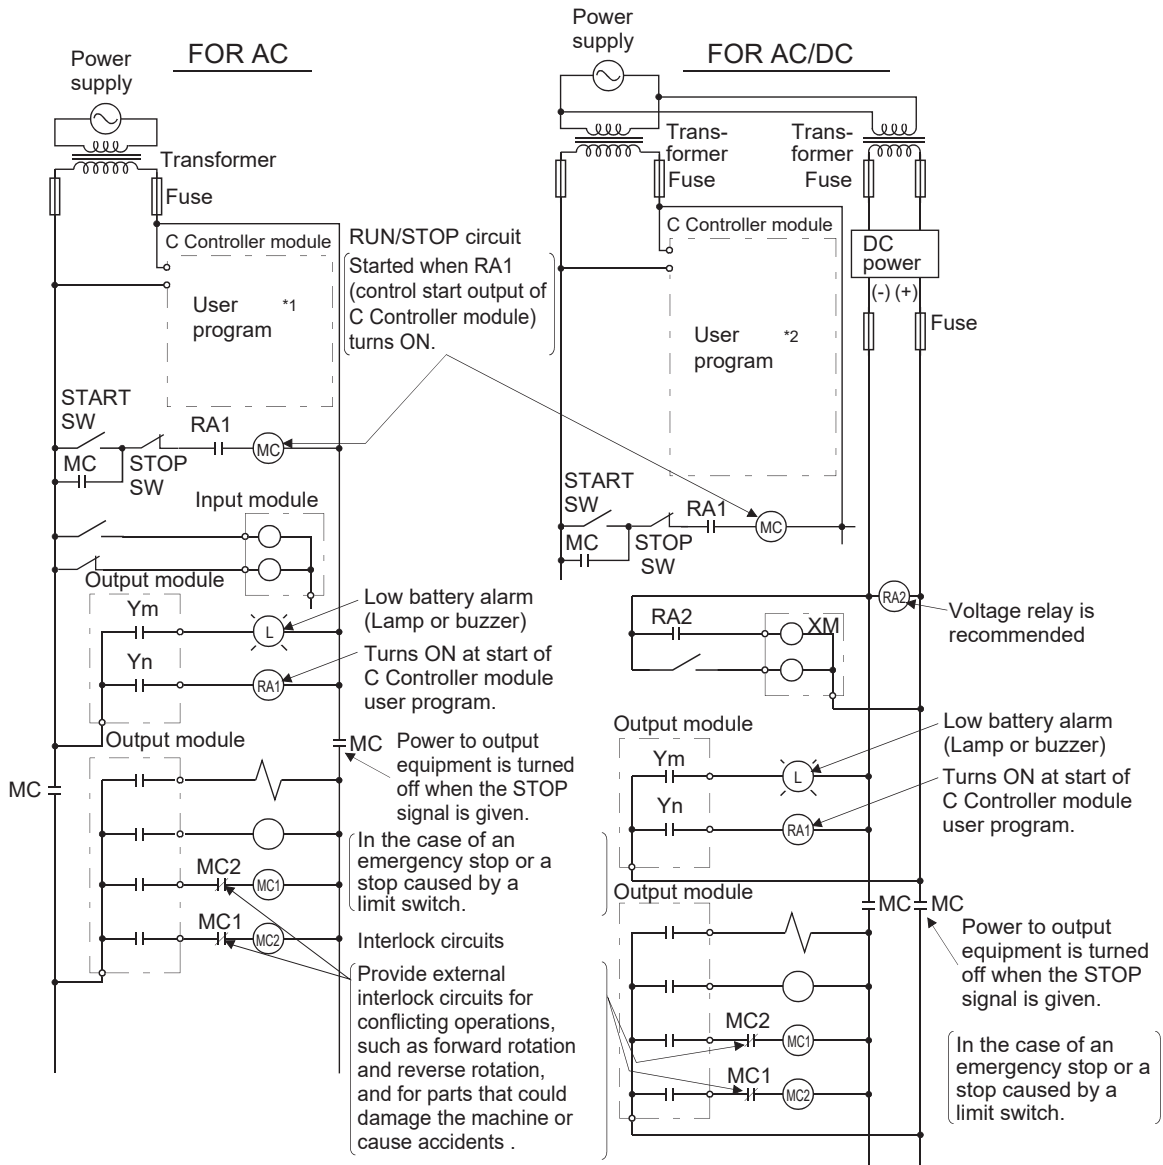 FOR AC
Power
supply
Transformer
Fuse
C Controller module
User *1
program
RUN/STOP circuit
Started when RA1
(control start output of
C Controller module)
turns ON.
START
SW
RA1
MC
MC
STOP
SW
Input module
Output module
Ym
L
Low battery alarm
(Lamp or buzzer)
Yn
RA1
Turns ON at start of
C Controller module
user program.
Output module
MC
MC
Power to output
equipment is turned
off when the STOP
signal is given.
In the case of an
emergency stop or a
stop caused by a
limit switch.
MC2
MC1
MC1
MC2
Interlock circuits
Provide external
interlock circuits for
conflicting operations,
such as forward rotation
and reverse rotation,
and for parts that could
damage the machine or
cause accidents .
FOR AC/DC
Power
supply
Trans-
former
Fuse
Trans-
former
Fuse
C Controller module
User *2
program
DC
power
(-) (+)
Fuse
START
SW
RA1
MC
MC
STOP
SW
RA2
Voltage relay is
recommended
RA2
XM
Output module
Ym
L
Low battery alarm
(Lamp or buzzer)
Yn
RA1
Turns ON at start of
C Controller module
user program.
Output module
MC MC
Power to output
equipment is turned
off when the STOP
signal is given.
MC2
MC1
MC1
MC2
In the case of an
emergency stop or a
stop caused by a
limit switch.